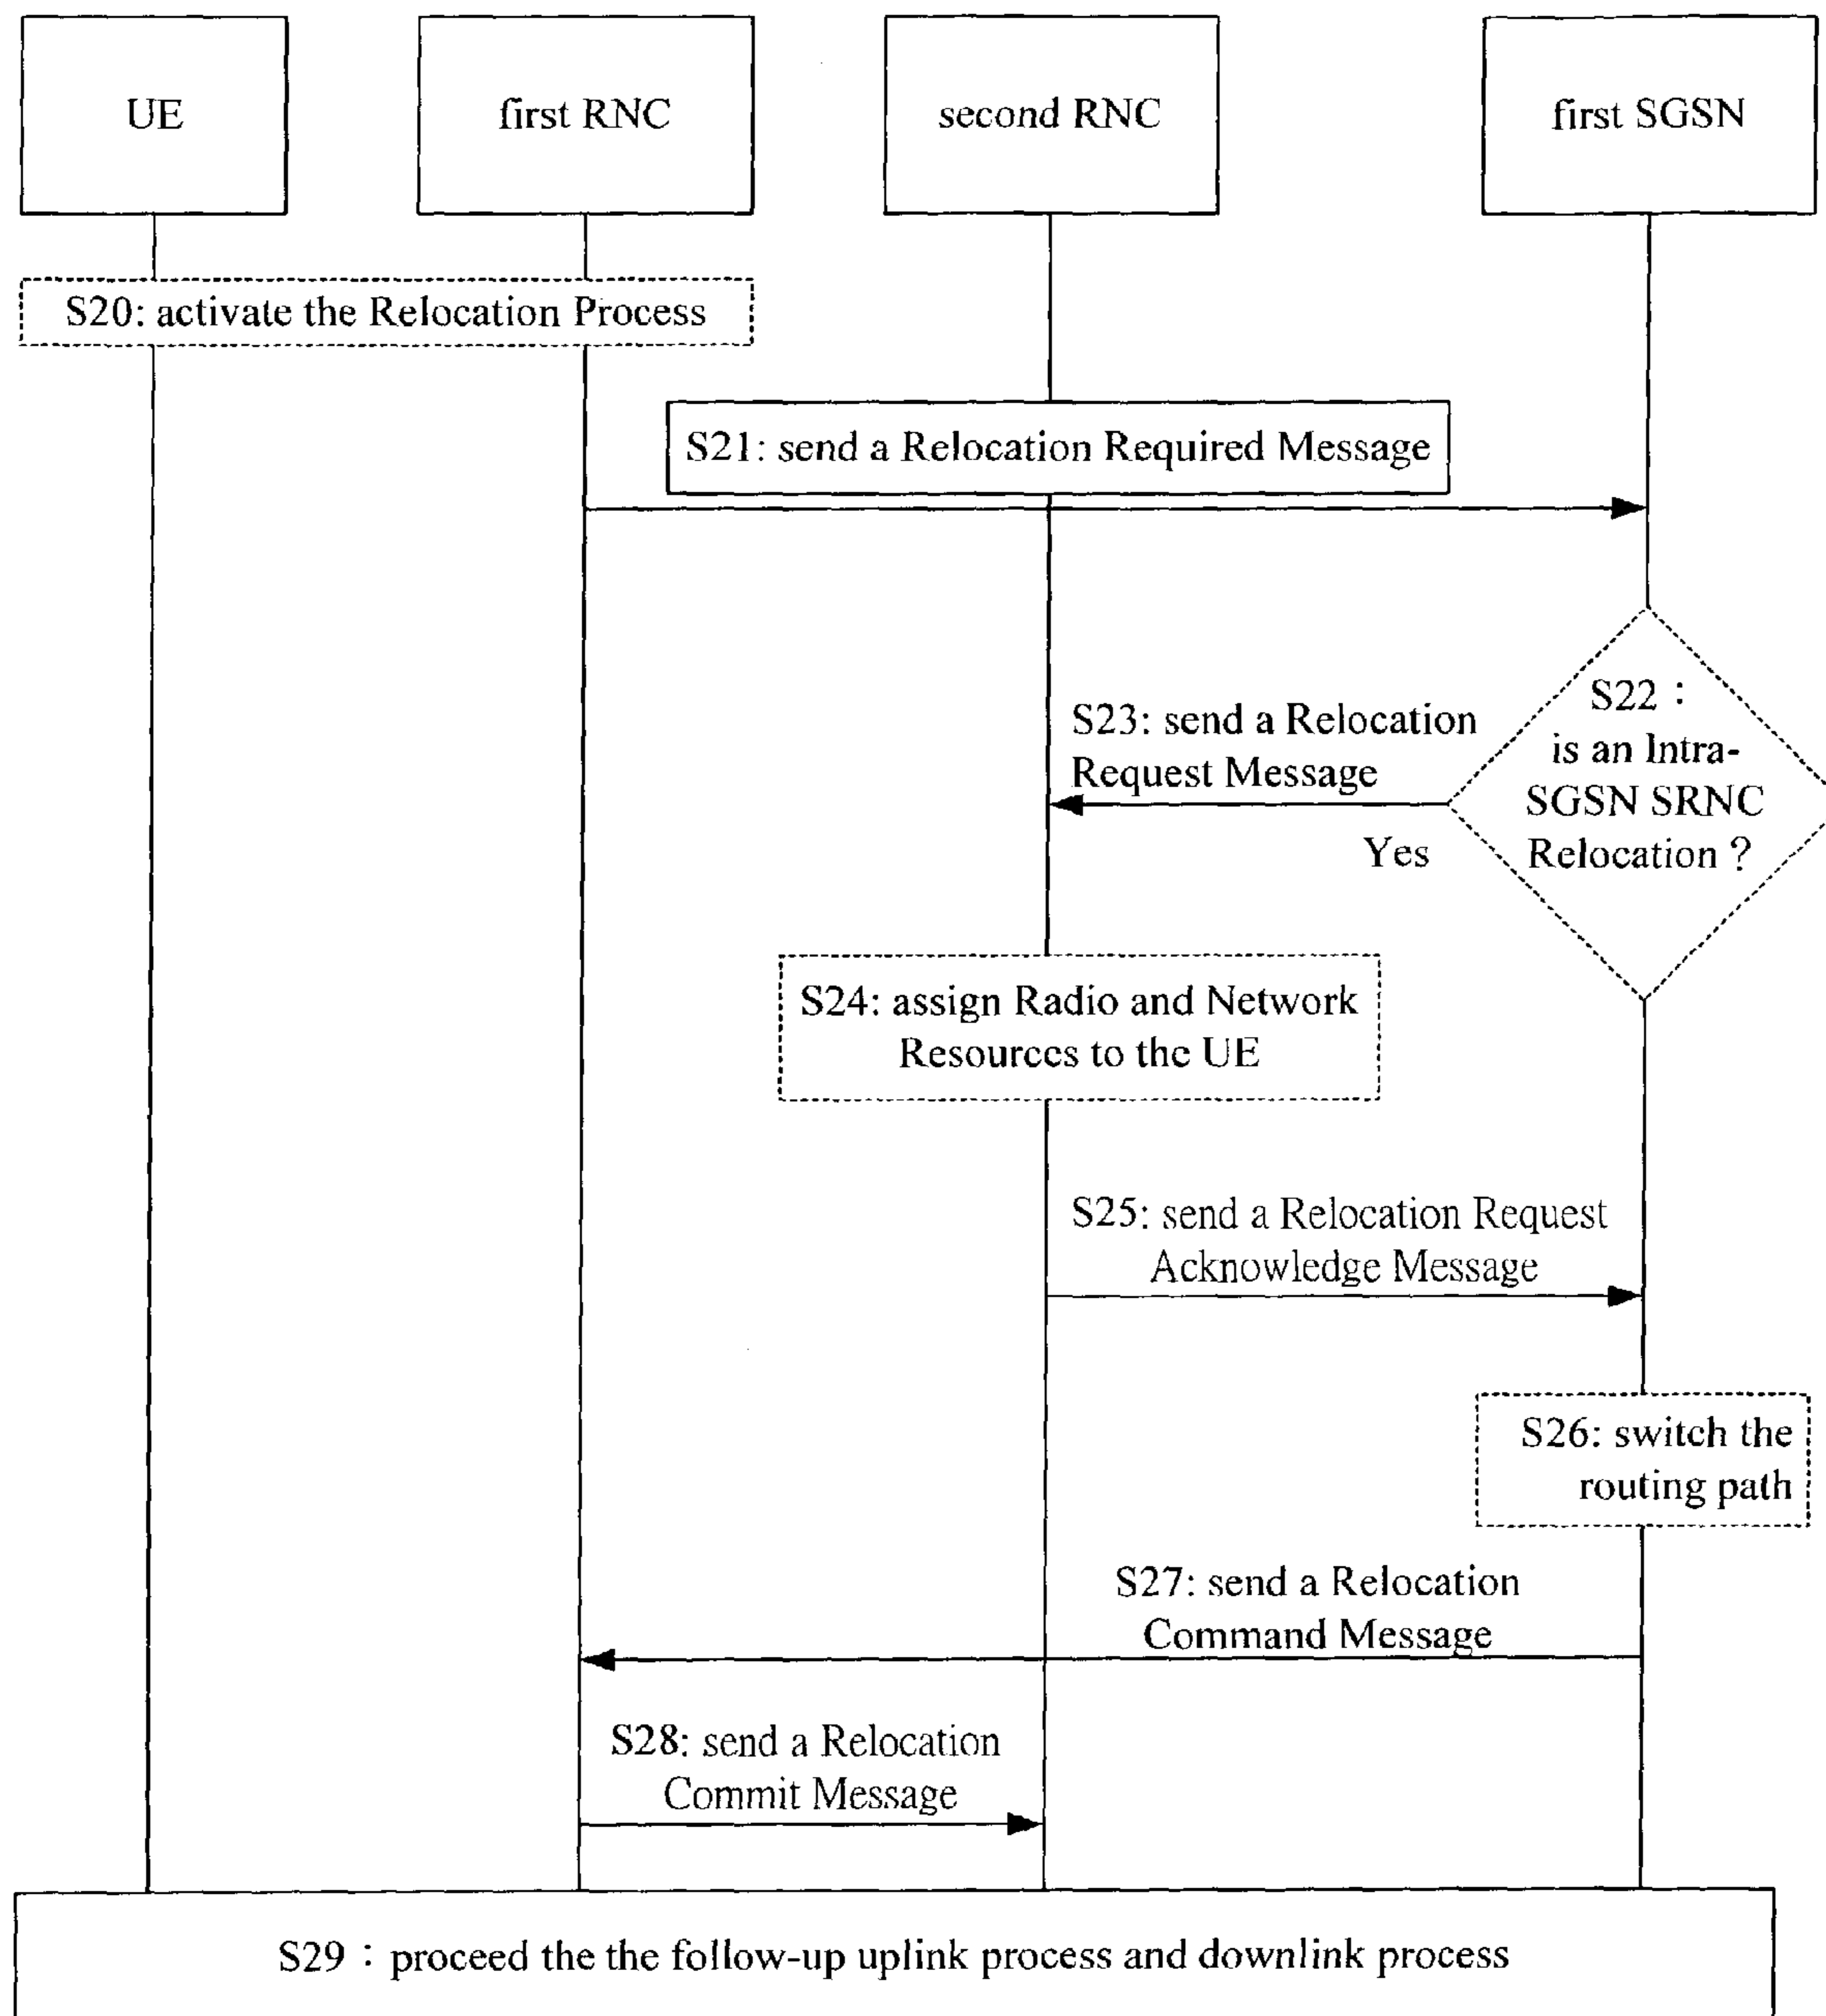 UE
first RNC
second RNC
first SGSN
S20: activate the Relocation Process
S21: send a Relocation Required Message
S22：
is an Intra-
SGSN SRNC
Relocation？
S23: send a Relocation
Request Message
Yes
S24: assign Radio and Network
Resources to the UE
S25: send a Relocation Request
Acknowledge Message
S26: switch the
routing path
S27: send a Relocation
Command Message
S28: send a Relocation
Commit Message
S29：proceed the the follow-up uplink process and downlink process